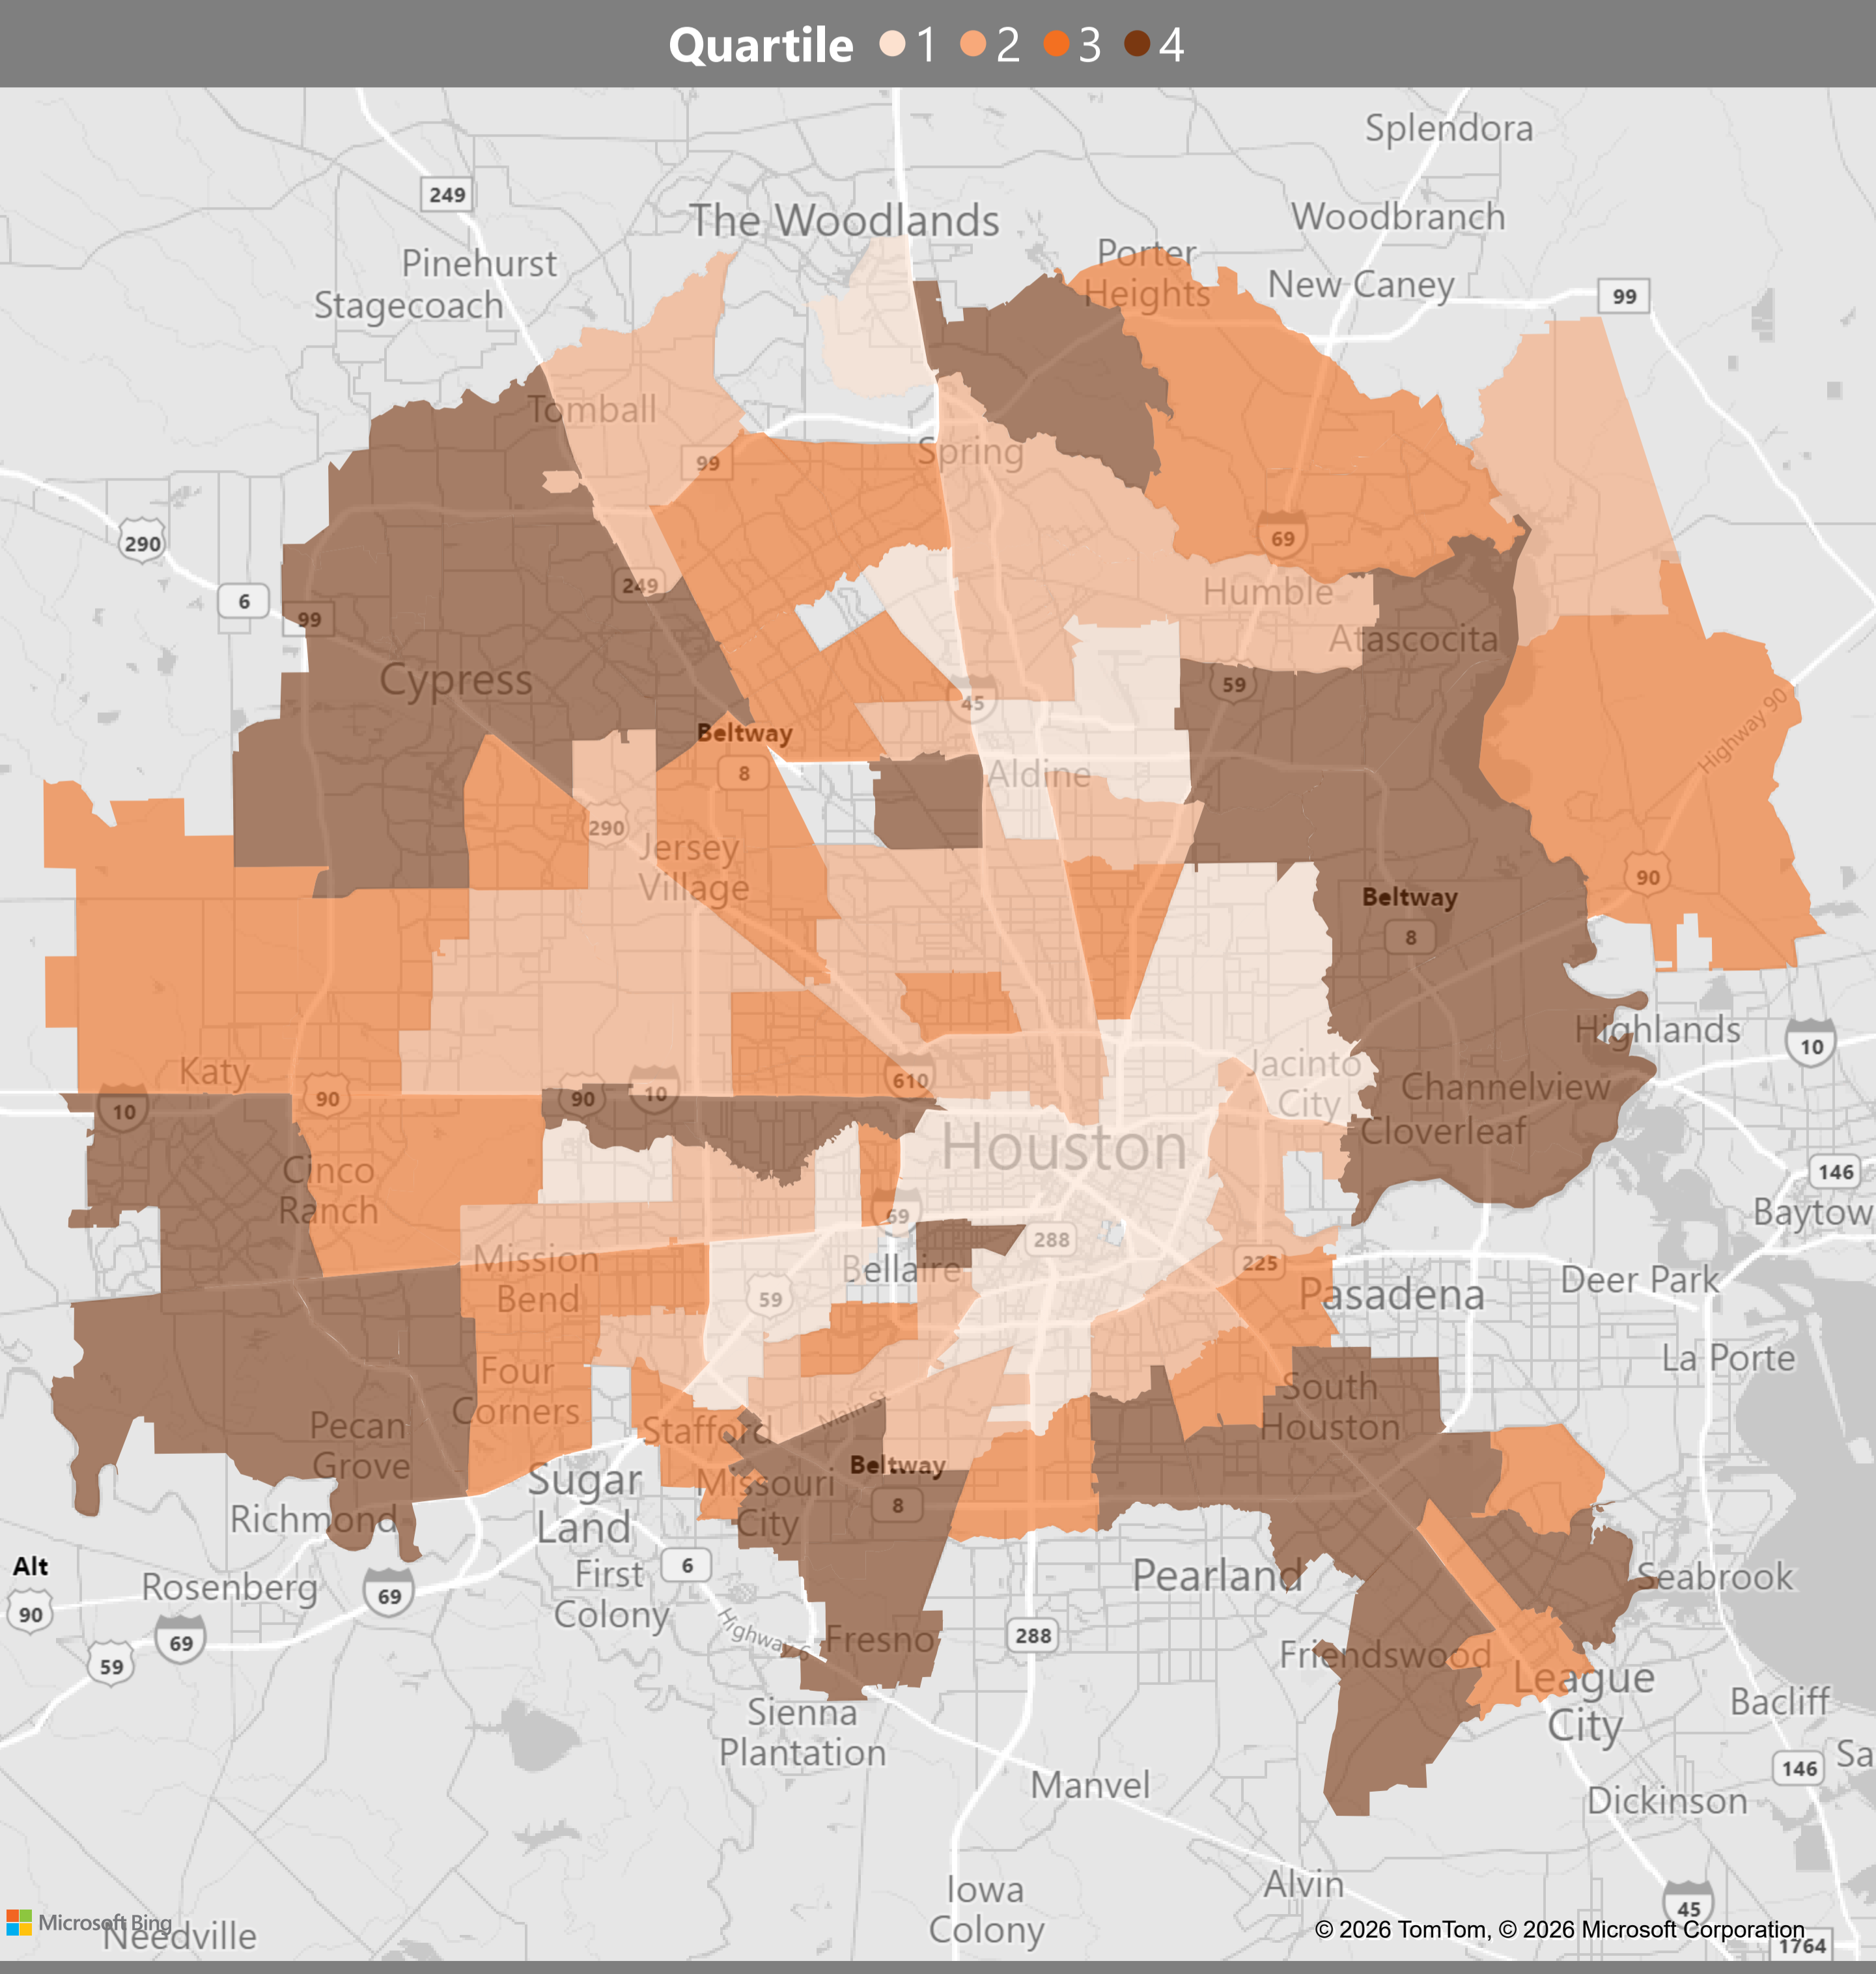 Quartile 1 2 3 4
Splendora
249
The Woodlands
Woodbranch
Pinehurst
Porter
Heights
New Caney
Stagecoach
99
Tomball
Spring
99
290
69
249
Humble
6
99
Atascocita
Cypress
59
45
Beltway
8
Highway 90
Aldine
290
Jersey
Village
90
Beltway
8
Highlands
10
Katy
Jacinto
City
610
Channelview
10
90
90
10
Cloverleaf
Houston
146
Cinco
Ranch
69
288
Baytow
Mission
Bend
Bellaire
225
Pasadena
Deer Park
59
La Porte
Four
Corners
South
Houston
Main St
Pecan
Grove
Stafford
Beltway
8
Sugar
Land
Missouri
City
Richmond
Alt
90
Rosenberg
69
6
First
Colony
Pearland
Seabrook
69
59
Highway 6
Fresno
288
Friendswood
League
City
Bacliff
Sienna
Plantation
146
Sa
Manvel
Dickinson
Alvin
Iowa
Colony
45
Microsoft Bing
Needville
© 2026 TomTom, © 2026 Microsoft Corporation
1764